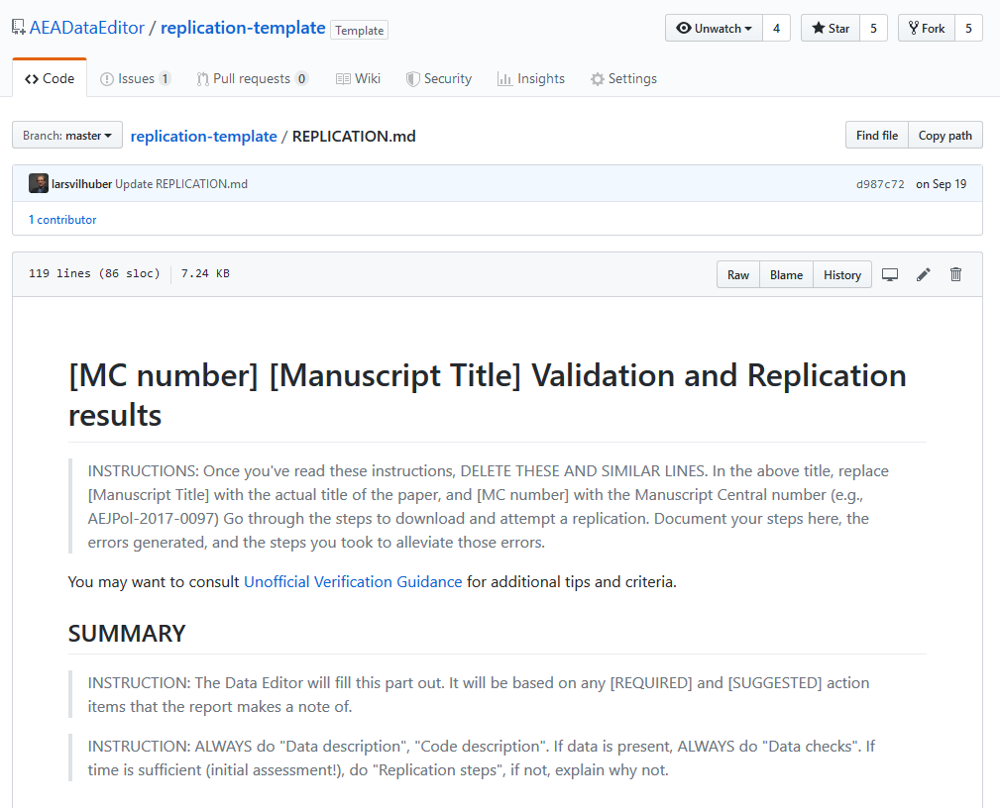 AEADataEditor / replication-template Template
Unwatch 4 Star 5 Fork 5
Code Issues 1 Pull requests 0 Wiki Security Insights Settings
Branch: master replication-template / REPLICATION.md Find file Copy path
larsvilhuber Update REPLICATION.md d987c72 on Sep 19
1 contributor
119 lines (86 sloc) 7.24 KB Raw Blame History
[MC number] [Manuscript Title] Validation and Replication
results
INSTRUCTIONS: Once you've read these instructions, DELETE THESE AND SIMILAR LINES. In the above title, replace
[Manuscript Title] with the actual title of the paper, and [MC number] with the Manuscript Central number (e.g.,
AEJPol-2017-0097) Go through the steps to download and attempt a replication. Document your steps here, the
errors generated, and the steps you took to alleviate those errors.
You may want to consult Unofficial Verification Guidance for additional tips and criteria.
SUMMARY
INSTRUCTION: The Data Editor will fill this part out. It will be based on any [REQUIRED] and [SUGGESTED] action
items that the report makes a note of.
INSTRUCTION: ALWAYS do "Data description", "Code description". If data is present, ALWAYS do "Data checks". If
time is sufficient (initial assessment!), do "Replication steps", if not, explain why not.